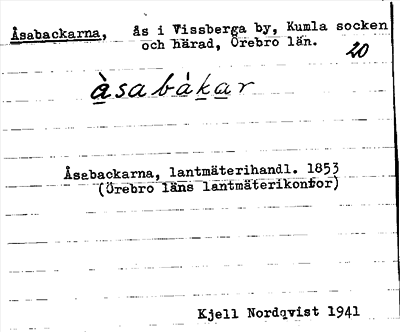 Åsabackarna, ås i Vissberga by, Kumla socken
och härad, Örebro län.
20
àsabàkar
Åsabackarna, lantmäterihandl. 1853
(Örebro läns lantmäterikontor)
Kjell Nordqvist 1941